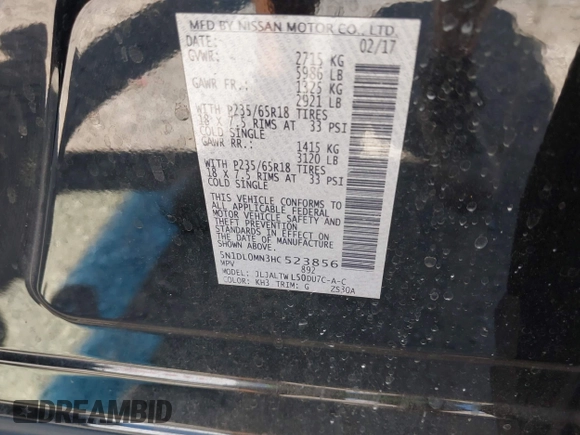 MFD BY NISSAN MOTOR CO., LTD.
DATE: 02/17
GVWR: 2715 KG
5986 LB
GAWR FR.: 1325 KG
2921 LB
WITH P235/65R18 TIRES
18 X 7.5 RIMS AT 33 PSI
COLD SINGLE
GAWR RR.: 1415 KG
3120 LB
WITH P235/65R18 TIRES
18 X 7.5 RIMS AT 33 PSI
COLD SINGLE
THIS VEHICLE CONFORMS TO
ALL APPLICABLE FEDERAL
MOTOR VEHICLE SAFETY AND
THEFT PREVENTION
STANDARDS IN EFFECT ON
THE DATE OF MANUFACTURE
SHOWN ABOVE.
5N1DL0MN3HC523856
MPV 892
MODEL: JLJALTWL50DU7C-A-C
COLOR: KH3 TRIM: G 2S30A
DREAMBID